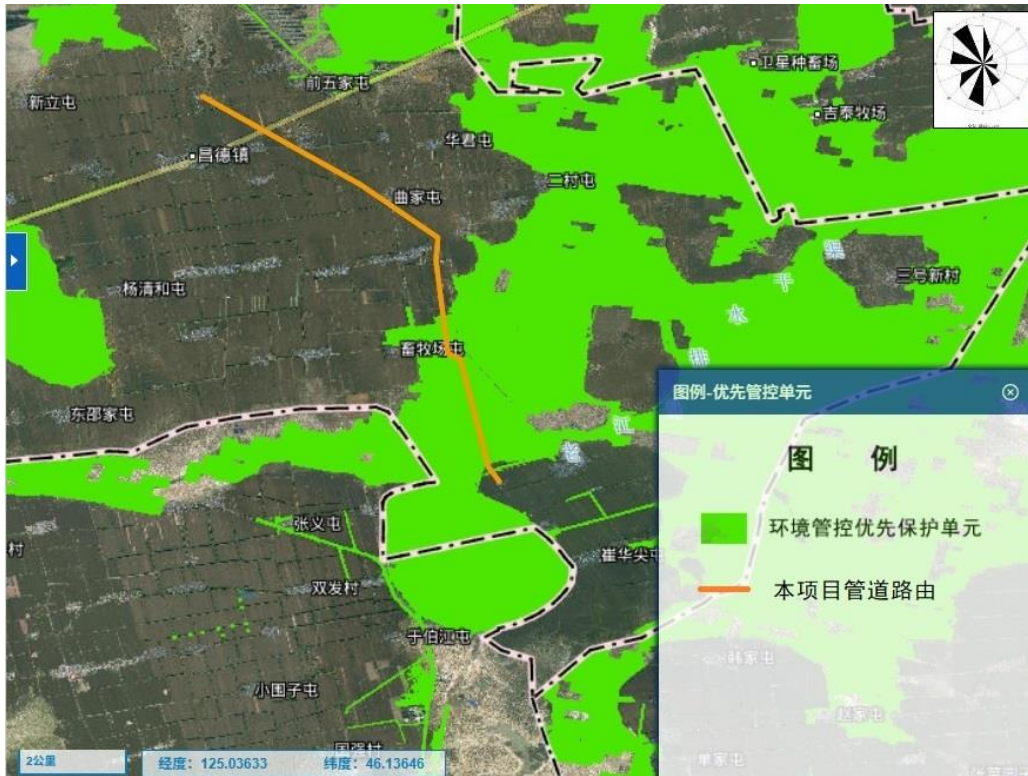 卫星种畜场
前五家屯
新立屯
吉泰牧场
华君屯
昌德镇
二村屯
曲家屯
老江排水干渠
三号新村
杨清和屯
畜牧场屯
东邵家屯
图例-优先管控单元
图 例
环境管控优先保护单元
本项目管道路由
张义屯
村
崔华尖屯
双发村
于伯江屯
韩家屯
小围子屯
赵家屯
国强村
单家屯
2公里
经度：125.03633 纬度：46.13646